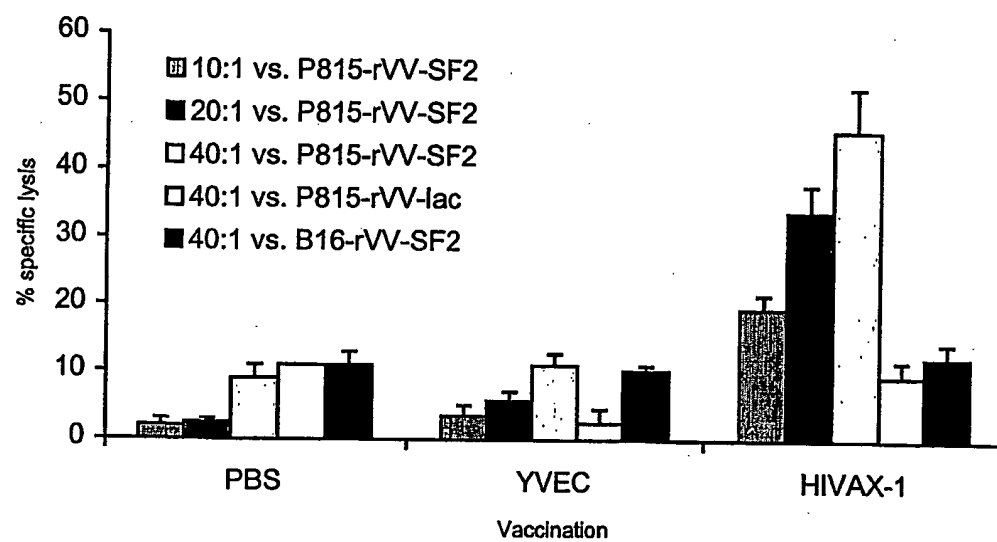 60
50
40
30
20
10
0
% specific lysis
10:1 vs. P815-rVV-SF2
20:1 vs. P815-rVV-SF2
40:1 vs. P815-rVV-SF2
40:1 vs. P815-rVV-lac
40:1 vs. B16-rVV-SF2
PBS
YVEC
HIVAX-1
Vaccination